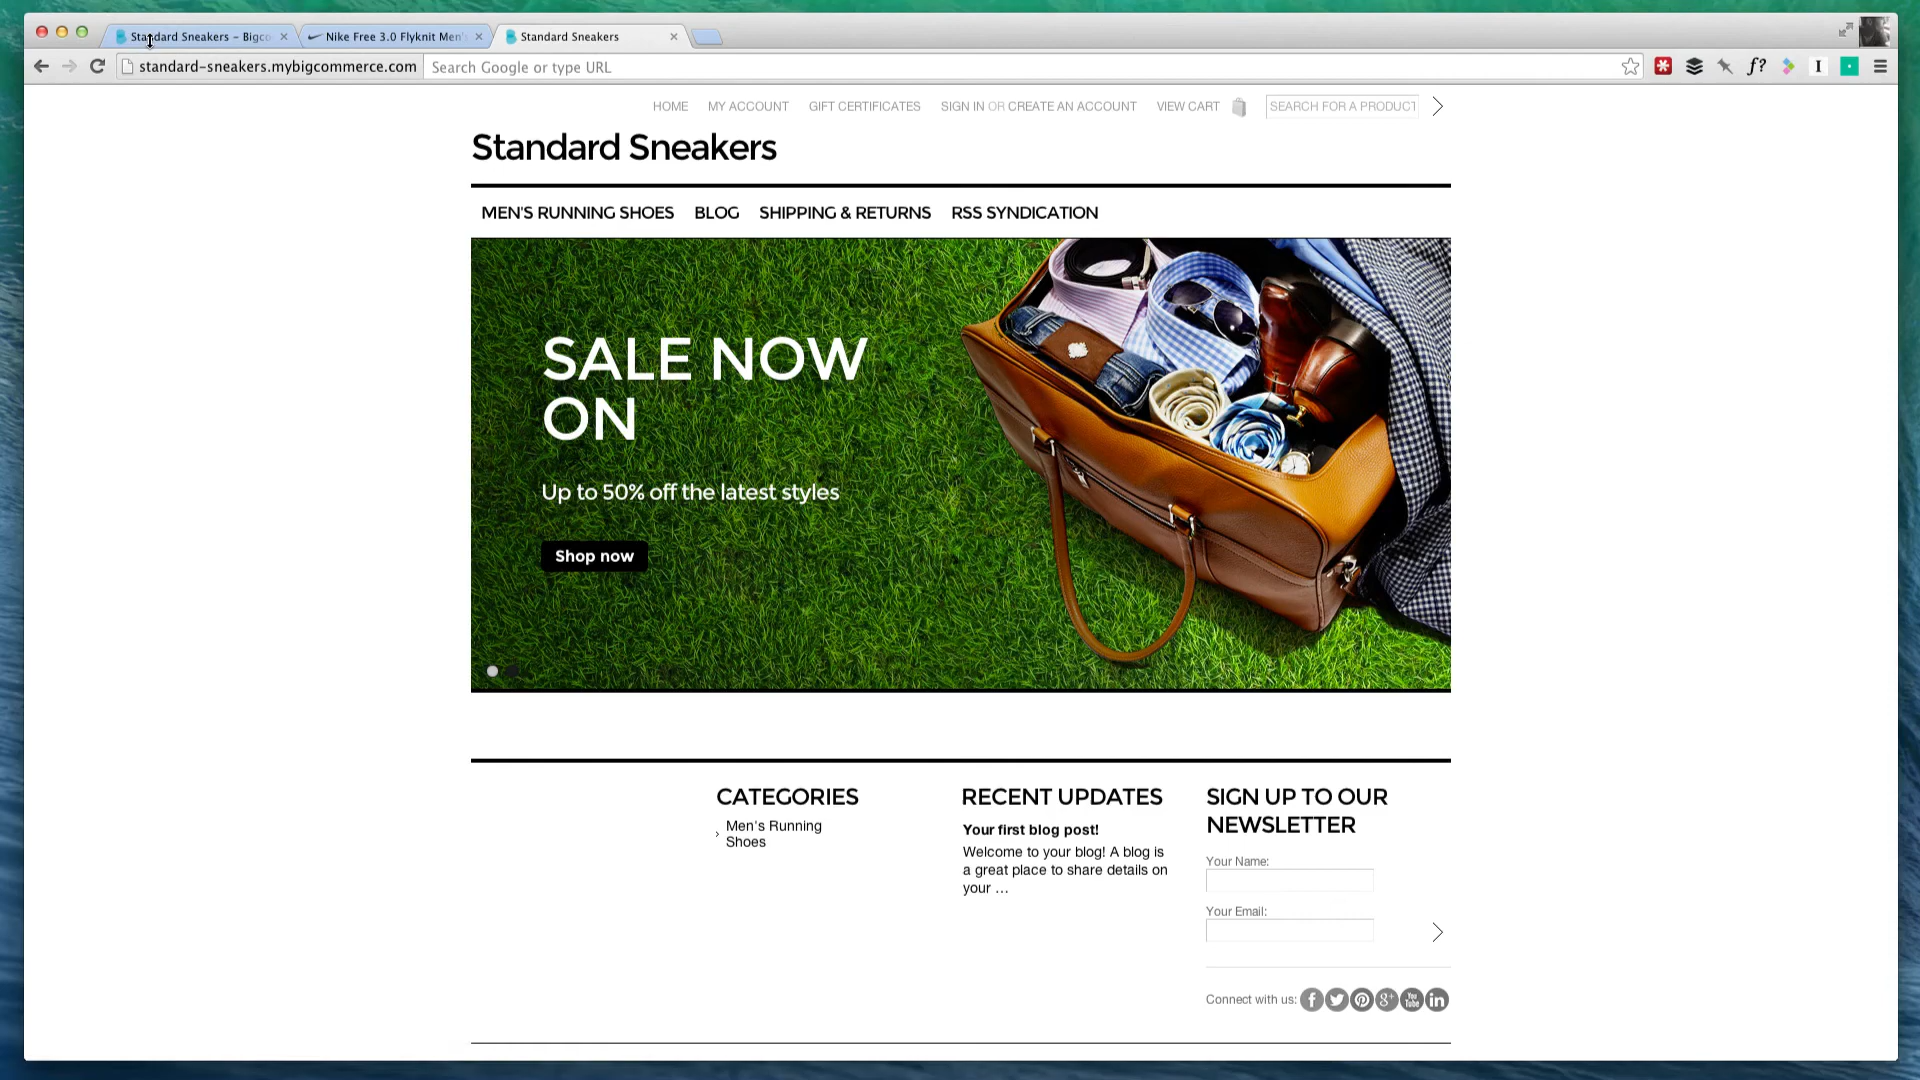 Standard Sneakers – Bigco
Nike Free 3.0 Flyknit Men's
Standard Sneakers
standard-sneakers.mybigcommerce.com
Search Google or type URL
HOME
MY ACCOUNT
GIFT CERTIFICATES
SIGN IN OR CREATE AN ACCOUNT
VIEW CART
SEARCH FOR A PRODUCT
Standard Sneakers
MEN'S RUNNING SHOES
BLOG
SHIPPING & RETURNS
RSS SYNDICATION
SALE NOW
ON
Up to 50% off the latest styles
Shop now
CATEGORIES
Men's Running
Shoes
RECENT UPDATES
Your first blog post!
Welcome to your blog! A blog is
a great place to share details on
your …
SIGN UP TO OUR
NEWSLETTER
Your Name:
Your Email:
Connect with us: